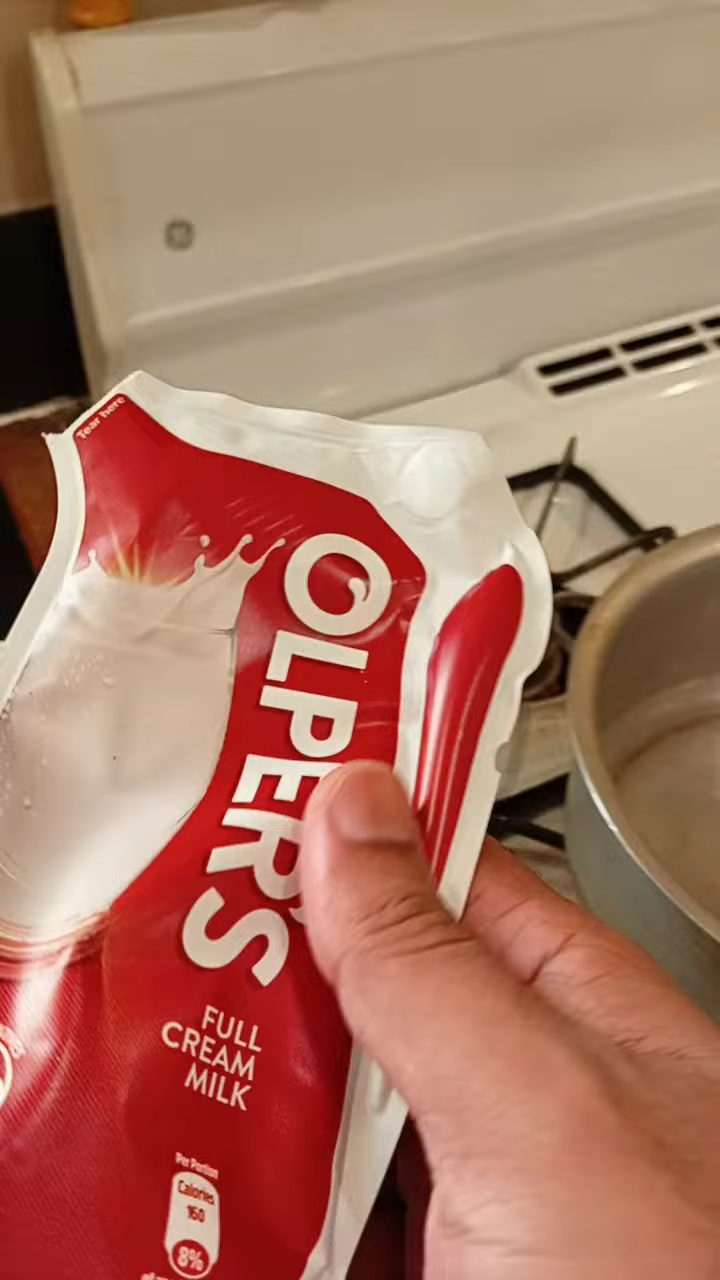 Tear here
OLPERS
FULL
CREAM
MILK
Per Portion
Calories
160
8%